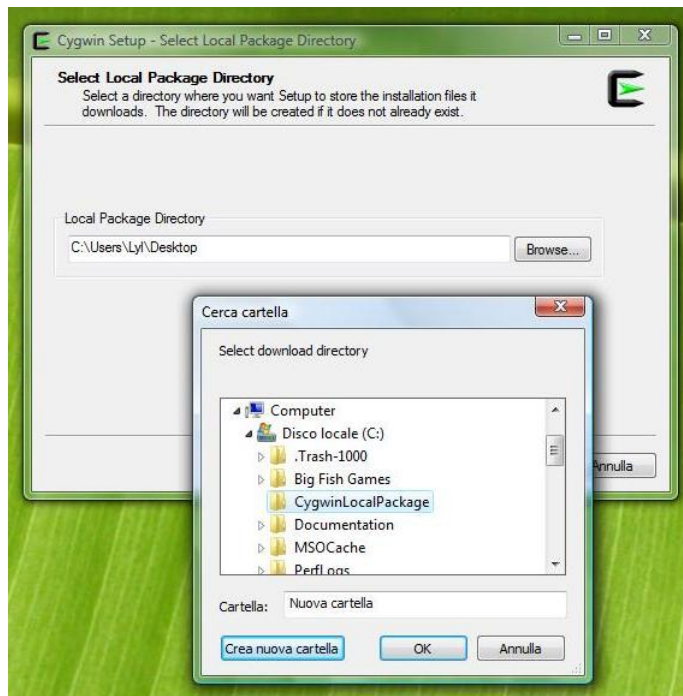 Cygwin Setup - Select Local Package Directory
Select Local Package Directory
Select a directory where you want Setup to store the installation files it
downloads. The directory will be created if it does not already exist.
Local Package Directory
C:\Users\Lyl\Desktop
Browse...
Annulla
Cerca cartella
Select download directory
Computer
Disco locale (C:)
.Trash-1000
Big Fish Games
CygwinLocalPackage
Documentation
MSOCache
PerfLogs
Cartella: Nuova cartella
Crea nuova cartella OK Annulla